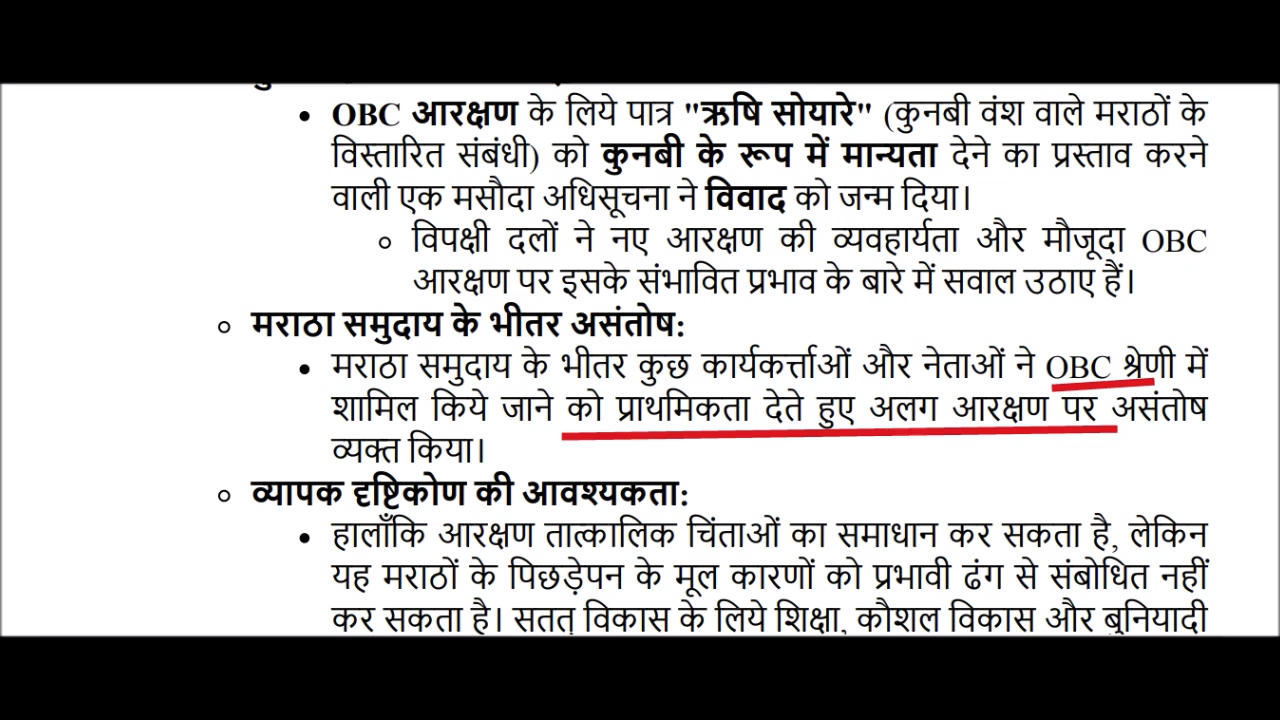 • OBC आरक्षण के लिये पात्र "ऋषि सोयारे" (कुनबी वंश वाले मराठों के
विस्तारित संबंधी) को कुनबी के रूप में मान्यता देने का प्रस्ताव करने
वाली एक मसौदा अधिसूचना ने विवाद को जन्म दिया।
○ विपक्षी दलों ने नए आरक्षण की व्यवहार्यता और मौजूदा OBC
आरक्षण पर इसके संभावित प्रभाव के बारे में सवाल उठाए हैं।
○ मराठा समुदाय के भीतर असंतोष:
• मराठा समुदाय के भीतर कुछ कार्यकर्त्ताओं और नेताओं ने OBC श्रेणी में
शामिल किये जाने को प्राथमिकता देते हुए अलग आरक्षण पर असंतोष
व्यक्त किया।
○ व्यापक दृष्टिकोण की आवश्यकता:
• हालाँकि आरक्षण तात्कालिक चिंताओं का समाधान कर सकता है, लेकिन
यह मराठों के पिछड़ेपन के मूल कारणों को प्रभावी ढंग से संबोधित नहीं
कर सकता है। सतत् विकास के लिये शिक्षा, कौशल विकास और बुनियादी